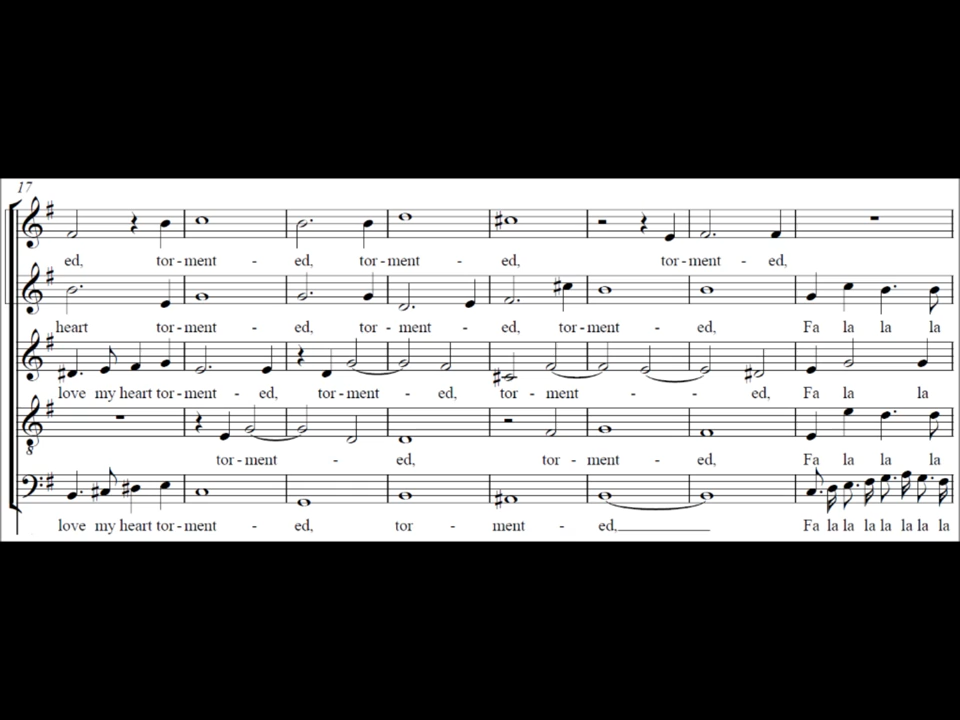 17
ed, tor - ment - ed, tor - ment - ed, tor - ment - ed,
heart tor - ment - ed, tor - ment - ed, tor - ment - ed, Fa la la la
love my heart tor - ment - ed, tor - ment - ed, tor - ment - ed, Fa la la
8
tor - ment - ed, tor - ment - ed, Fa la la la
love my heart tor - ment - ed, tor - ment - ed, Fa la la la la la la la